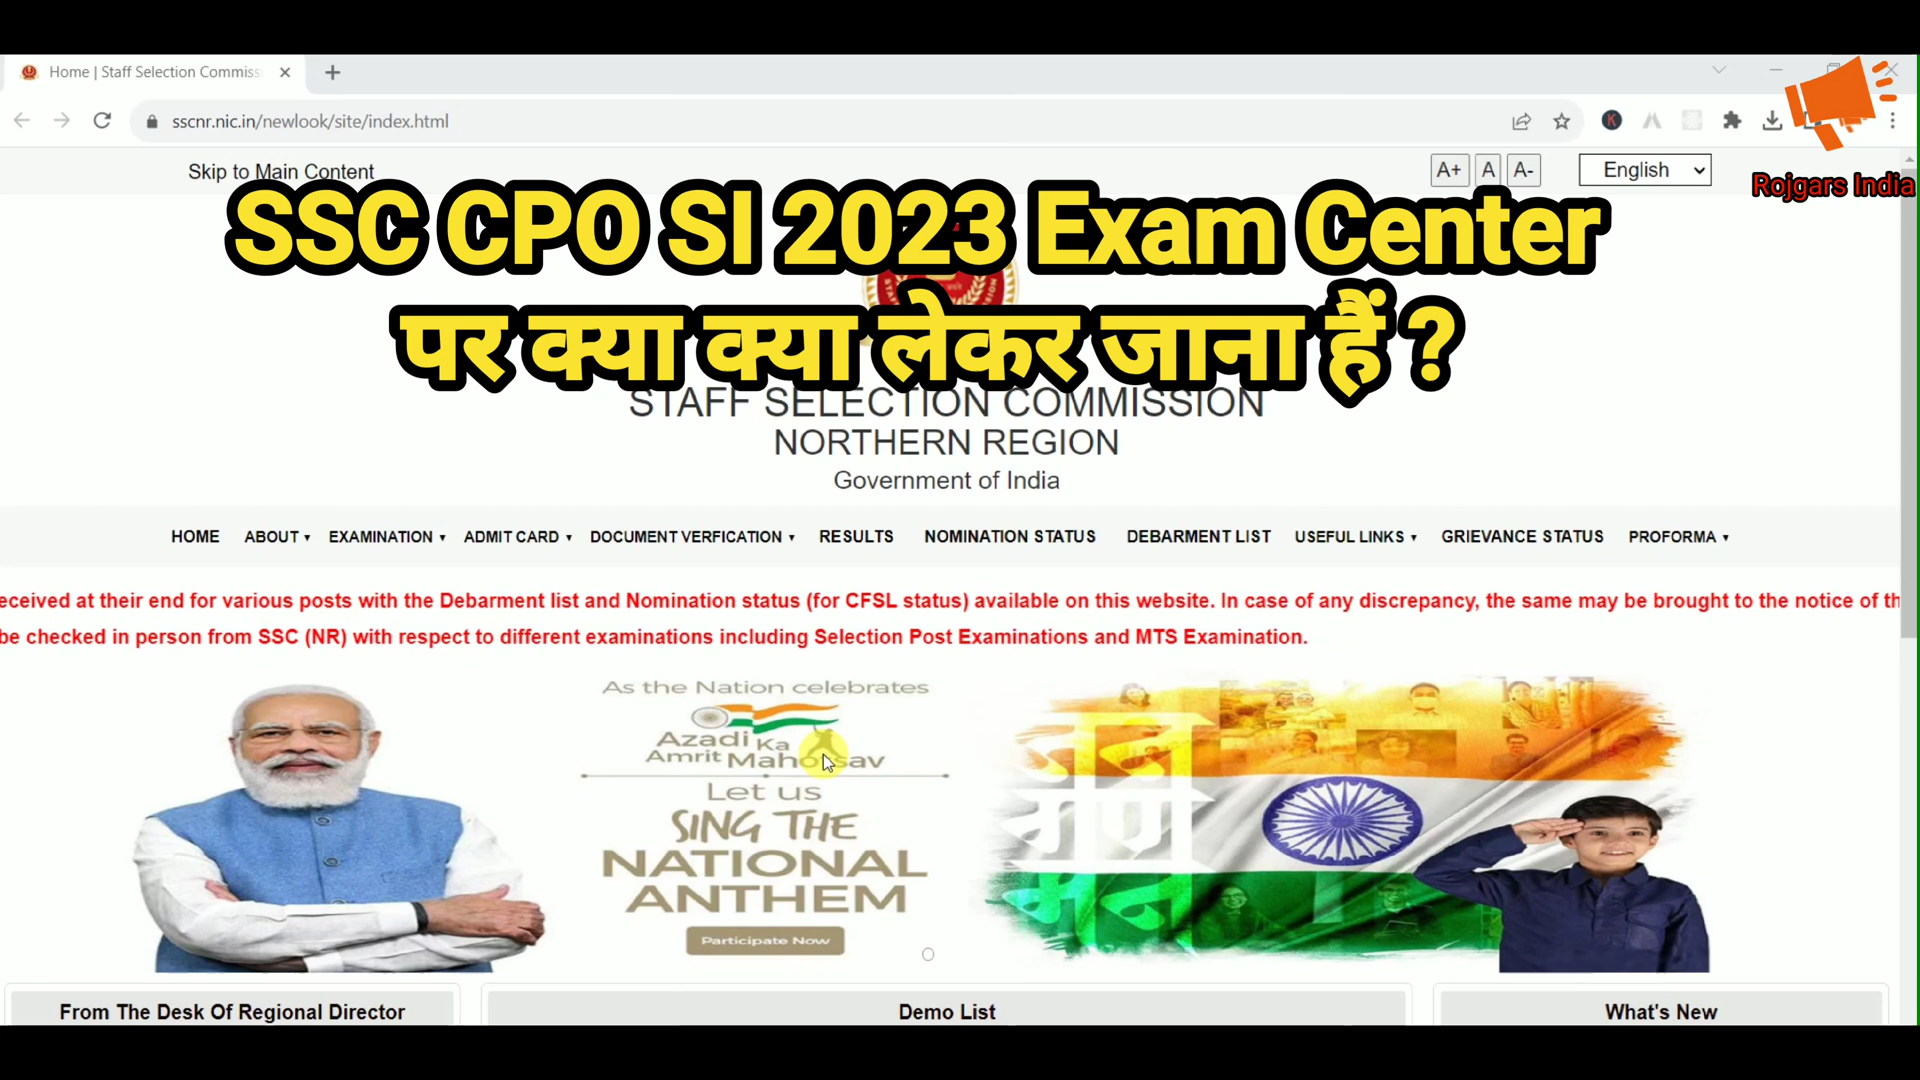 Home | Staff Selection Commiss
sscnr.nic.in/newlook/site/index.html
Skip to Main Content
A+ A A-
English
Rojgars India
SSC CPO SI 2023 Exam Center
पर क्या क्या लेकर जाना हैं ?
STAFF SELECTION COMMISSION
NORTHERN REGION
Government of India
HOME ABOUT EXAMINATION ADMIT CARD DOCUMENT VERFICATION RESULTS NOMINATION STATUS DEBARMENT LIST USEFUL LINKS GRIEVANCE STATUS PROFORMA
eceived at their end for various posts with the Debarment list and Nomination status (for CFSL status) available on this website. In case of any discrepancy, the same may be brought to the notice of th
be checked in person from SSC (NR) with respect to different examinations including Selection Post Examinations and MTS Examination.
As the Nation celebrates
Azadi Ka
Amrit Mahotsav
Let us
SING THE
NATIONAL
ANTHEM
Participate Now
जन
गण
मन
From The Desk Of Regional Director
Demo List
What's New